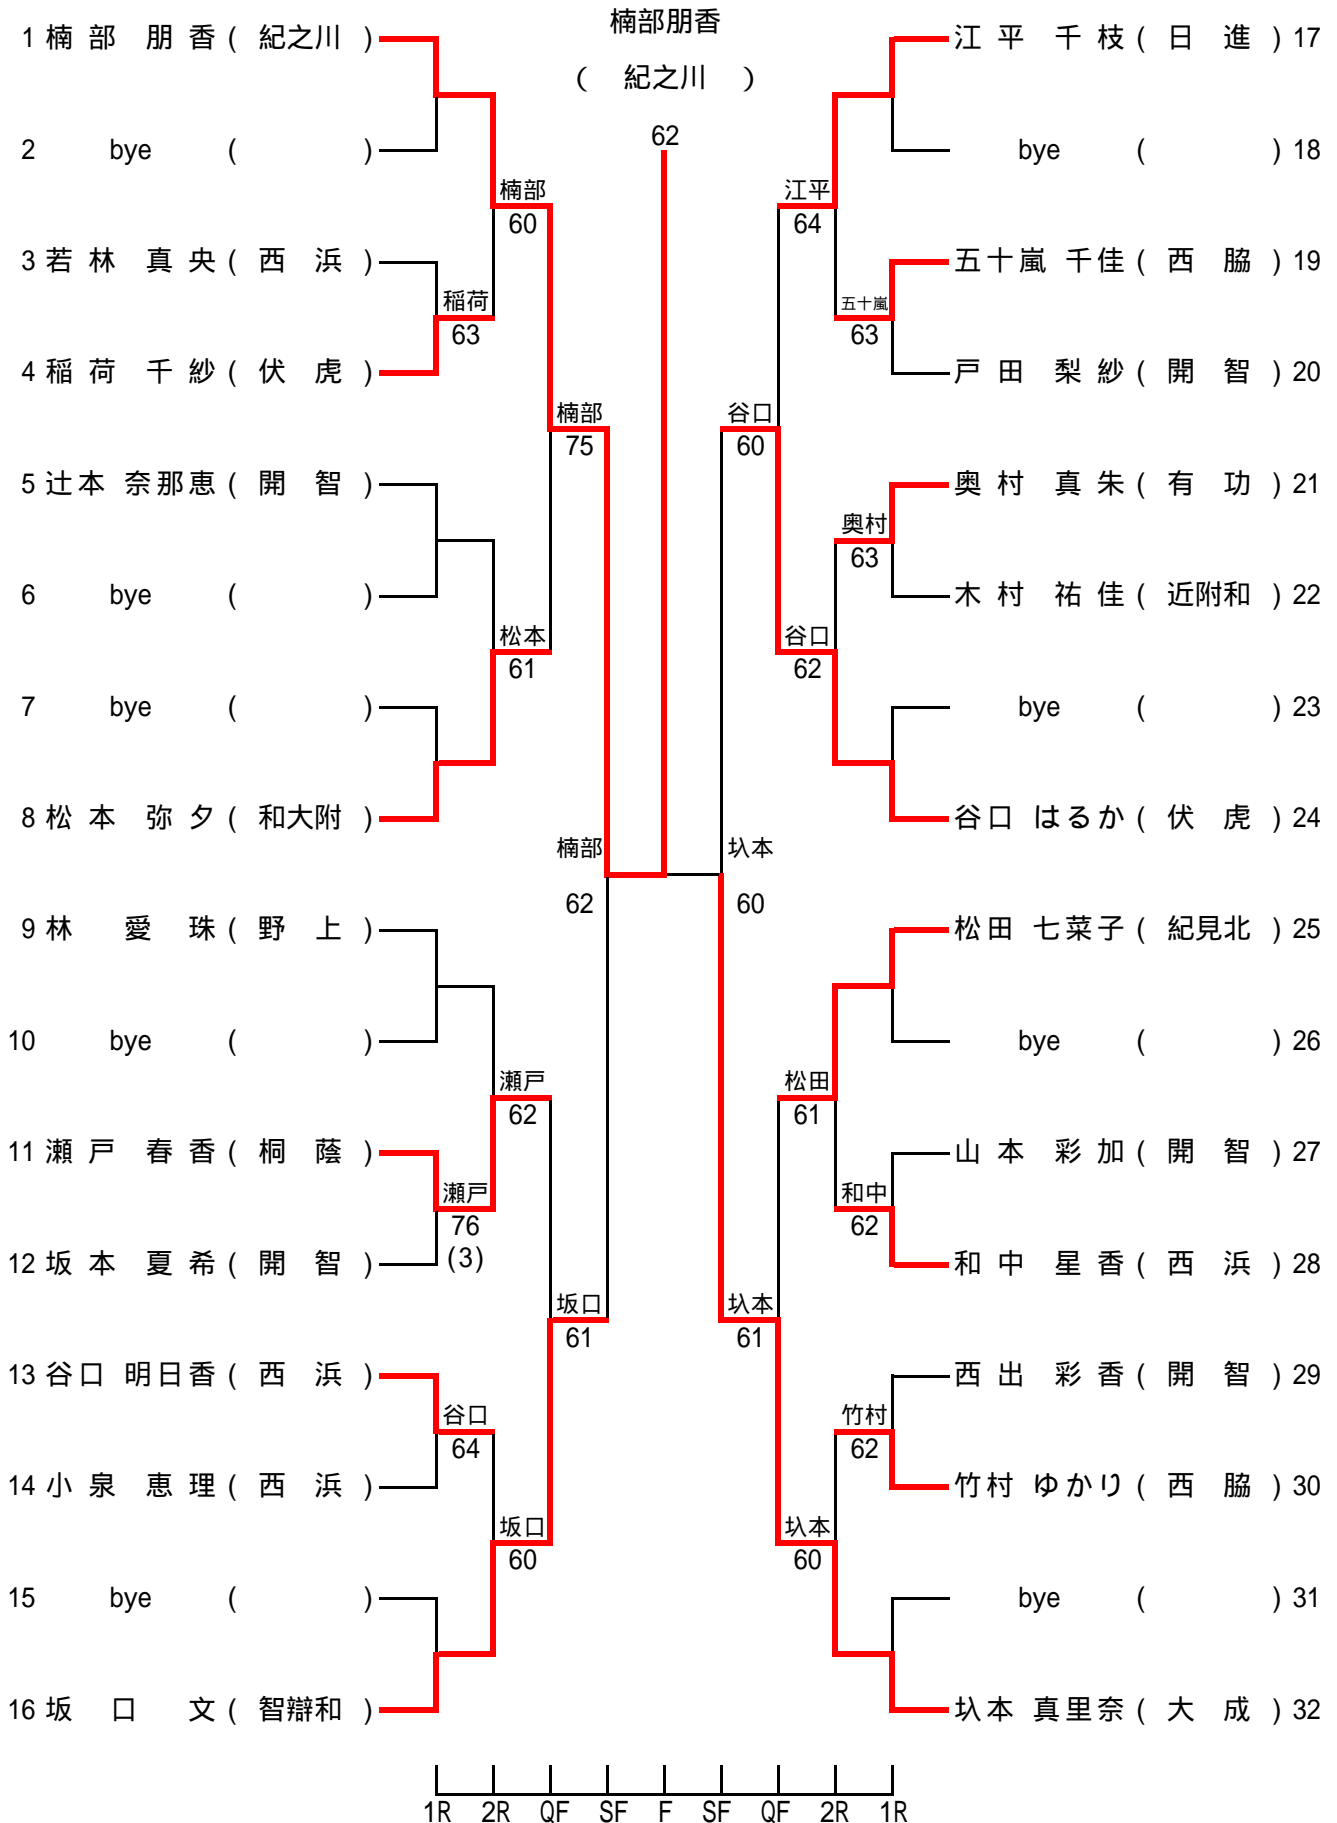 楠部朋香
( 紀之川 )
62
1 楠部 朋香 ( 紀之川 )
2 bye ( )
3 若林 真央 ( 西浜 )
4 稲荷 千紗 ( 伏虎 )
5 辻本 奈那恵 ( 開智 )
6 bye ( )
7 bye ( )
8 松本 弥夕 ( 和大附 )
9 林 愛珠 ( 野上 )
10 bye ( )
11 瀬戸 春香 ( 桐蔭 )
12 坂本 夏希 ( 開智 )
13 谷口 明日香 ( 西浜 )
14 小泉 恵理 ( 西浜 )
15 bye ( )
16 坂口 文 ( 智辯和 )
稲荷
63
瀬戸
76
(3)
谷口
64
楠部
60
松本
61
瀬戸
62
坂口
60
楠部
75
坂口
61
楠部
62
圦本
60
谷口
60
圦本
61
江平
64
谷口
62
松田
61
圦本
60
五十嵐
63
奥村
63
和中
62
竹村
62
江平 千枝 ( 日進 ) 17
bye ( ) 18
五十嵐 千佳 ( 西脇 ) 19
戸田 梨紗 ( 開智 ) 20
奥村 真朱 ( 有功 ) 21
木村 祐佳 ( 近附和 ) 22
bye ( ) 23
谷口 はるか ( 伏虎 ) 24
松田 七菜子 ( 紀見北 ) 25
bye ( ) 26
山本 彩加 ( 開智 ) 27
和中 星香 ( 西浜 ) 28
西出 彩香 ( 開智 ) 29
竹村 ゆかり ( 西脇 ) 30
bye ( ) 31
圦本 真里奈 ( 大成 ) 32
1R 2R QF SF F SF QF 2R 1R